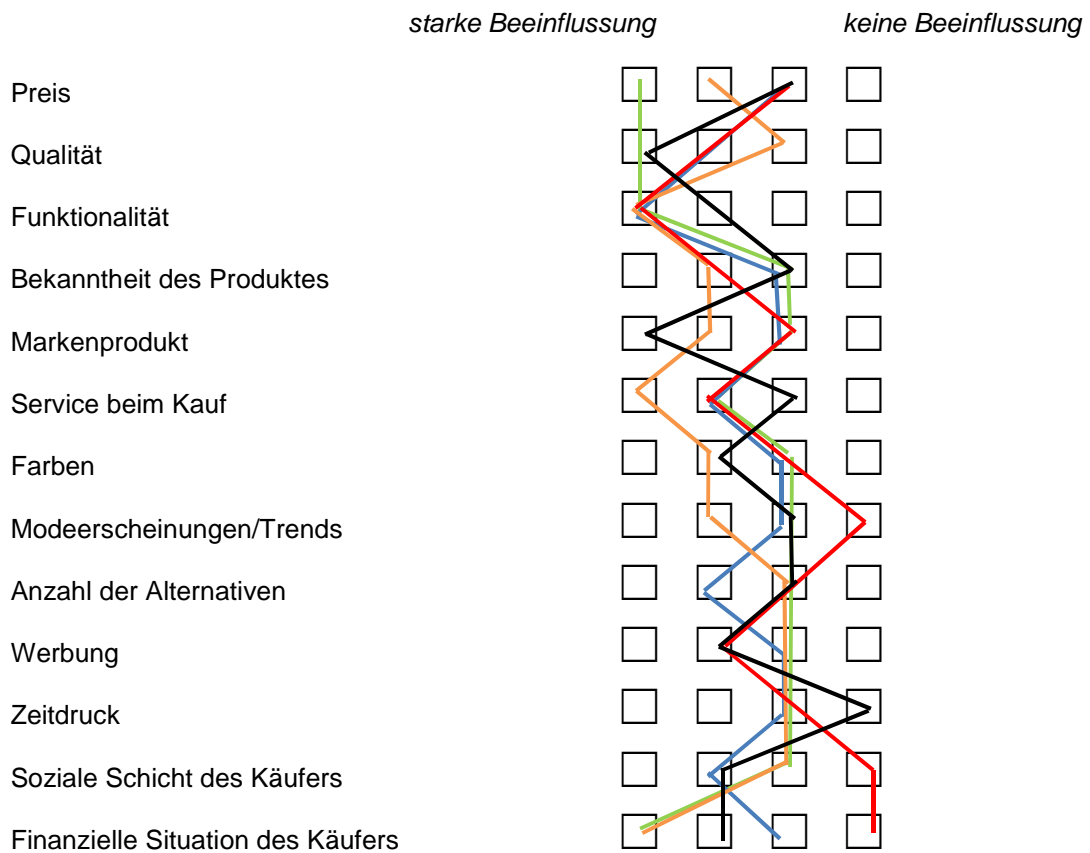 starke Beeinflussung keine Beeinflussung
Preis
Qualität
Funktionalität
Bekanntheit des Produktes
Markenprodukt
Service beim Kauf
Farben
Modeerscheinungen/Trends
Anzahl der Alternativen
Werbung
Zeitdruck
Soziale Schicht des Käufers
Finanzielle Situation des Käufers